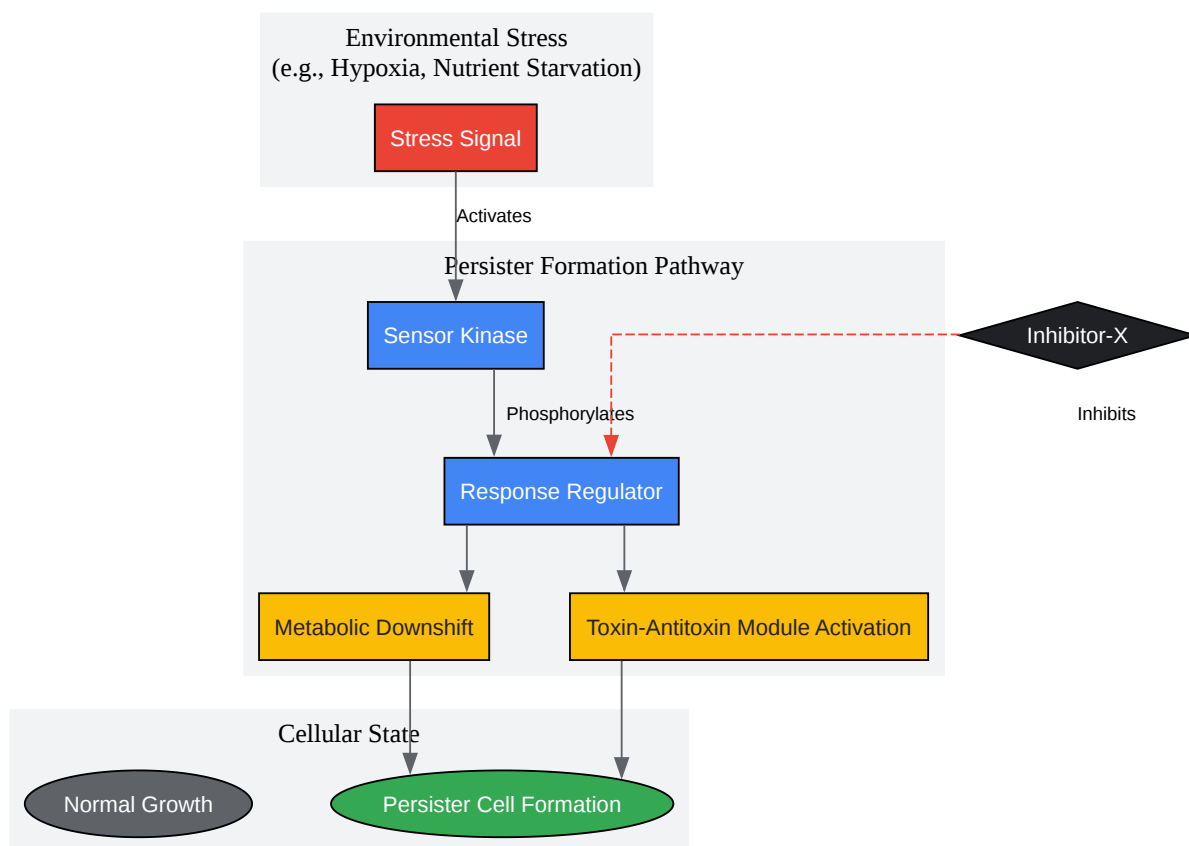 Environmental Stress
(e.g., Hypoxia, Nutrient Starvation)
Stress Signal
Activates
Persister Formation Pathway
Sensor Kinase
Inhibitor-X
Phosphorylates
Inhibits
Response Regulator
Metabolic Downshift
Toxin-Antitoxin Module Activation
Cellular State
Normal Growth
Persister Cell Formation